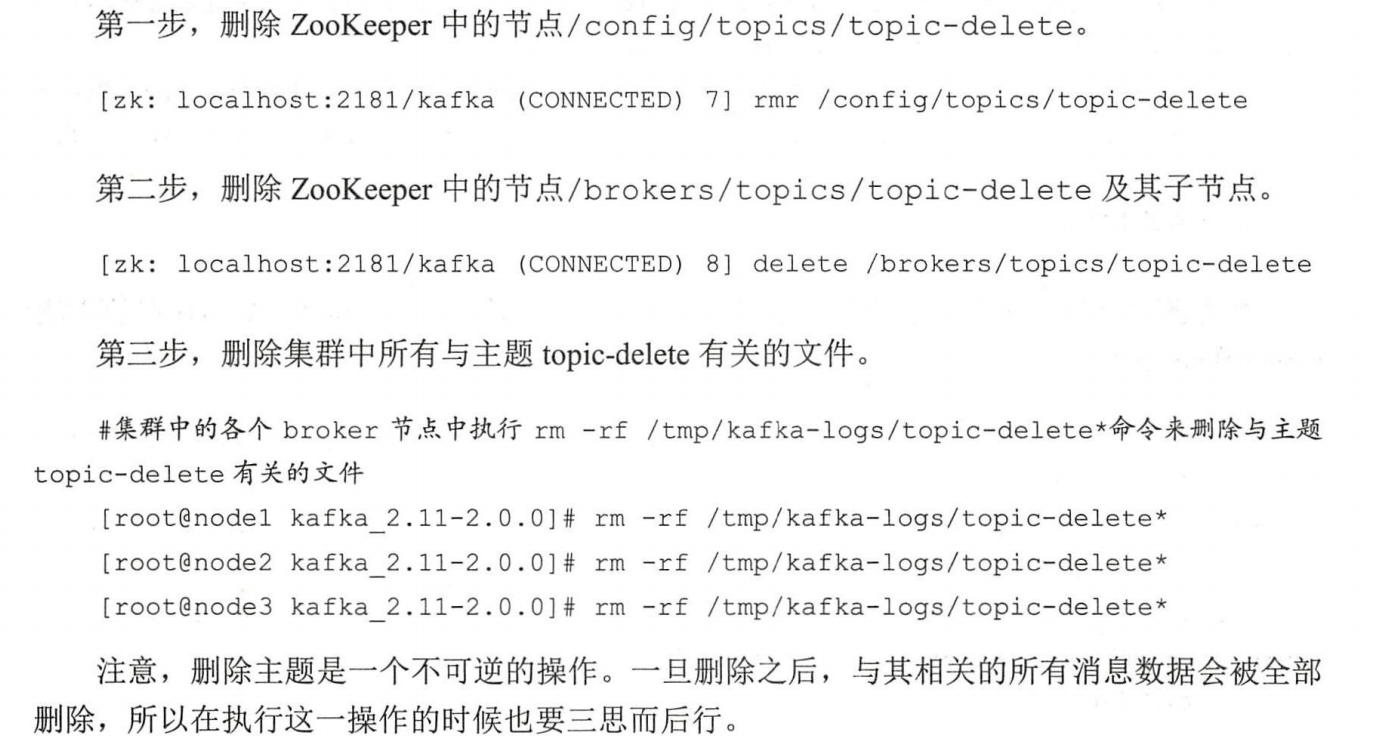 第一步，删除 ZooKeeper 中的节点/config/topics/topic-delete。
[zk: localhost:2181/kafka (CONNECTED) 7] rmr /config/topics/topic-delete
第二步，删除 ZooKeeper 中的节点/brokers/topics/topic-delete 及其子节点。
[zk: localhost:2181/kafka (CONNECTED) 8] delete /brokers/topics/topic-delete
第三步，删除集群中所有与主题 topic-delete 有关的文件。
#集群中的各个 broker 节点中执行 rm -rf /tmp/kafka-logs/topic-delete*命令来删除与主题
topic-delete 有关的文件
[root@node1 kafka_2.11-2.0.0]# rm -rf /tmp/kafka-logs/topic-delete*
[root@node2 kafka_2.11-2.0.0]# rm -rf /tmp/kafka-logs/topic-delete*
[root@node3 kafka_2.11-2.0.0]# rm -rf /tmp/kafka-logs/topic-delete*
注意，删除主题是一个不可逆的操作。一旦删除之后，与其相关的所有消息数据会被全部
删除，所以在执行这一操作的时候也要三思而后行。